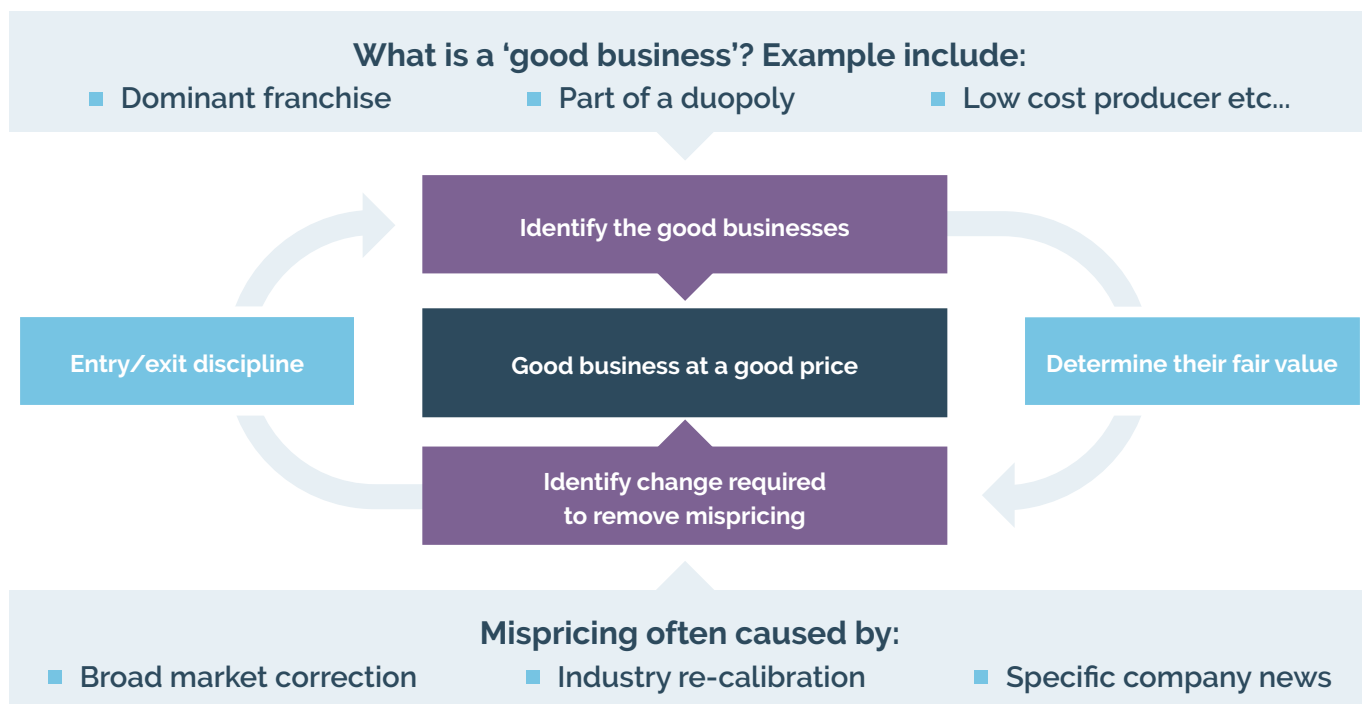 What is a ‘good business’? Example include:
Dominant franchise
Part of a duopoly
Low cost producer etc...
Identify the good businesses
Entry/exit discipline
Good business at a good price
Determine their fair value
Identify change required
to remove mispricing
Mispricing often caused by:
Broad market correction
Industry re-calibration
Specific company news